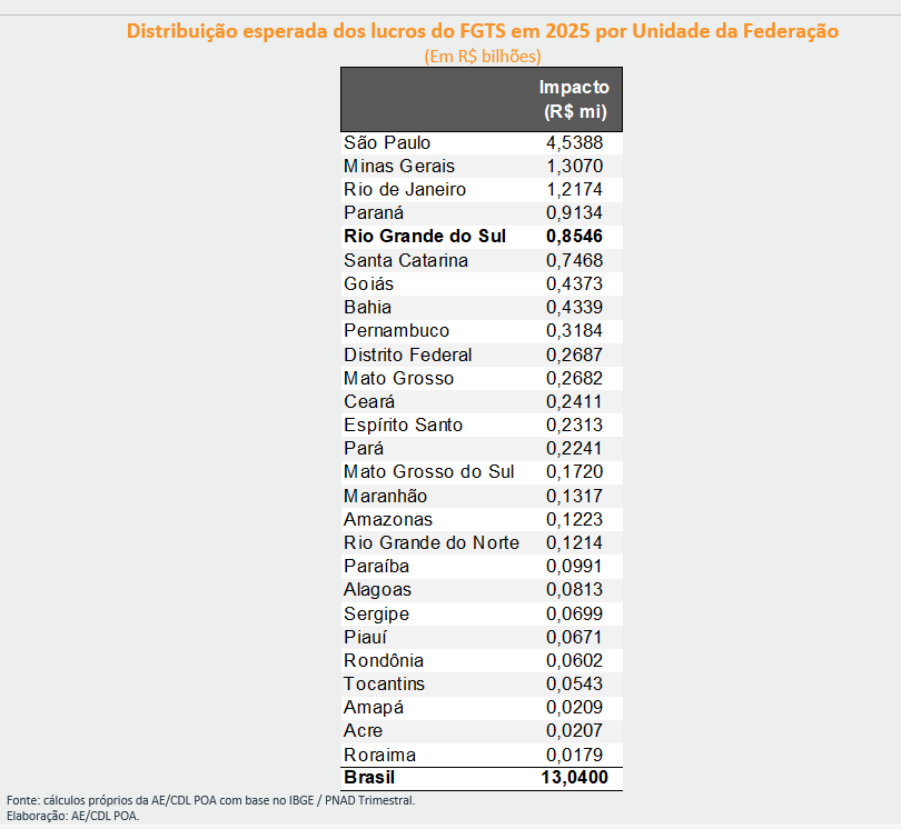 Distribuição esperada dos lucros do FGTS em 2025 por Unidade da Federação
(Em R$ bilhões)
Impacto
(R$ mi)
São Paulo 4,5388
Minas Gerais 1,3070
Rio de Janeiro 1,2174
Paraná 0,9134
Rio Grande do Sul 0,8546
Santa Catarina 0,7468
Goiás 0,4373
Bahia 0,4339
Pernambuco 0,3184
Distrito Federal 0,2687
Mato Grosso 0,2682
Ceará 0,2411
Espírito Santo 0,2313
Pará 0,2241
Mato Grosso do Sul 0,1720
Maranhão 0,1317
Amazonas 0,1223
Rio Grande do Norte 0,1214
Paraíba 0,0991
Alagoas 0,0813
Sergipe 0,0699
Piauí 0,0671
Rondônia 0,0602
Tocantins 0,0543
Amapá 0,0209
Acre 0,0207
Roraima 0,0179
Brasil 13,0400
Fonte: cálculos próprios da AE/CDL POA com base no IBGE / PNAD Trimestral.
Elaboração: AE/CDL POA.